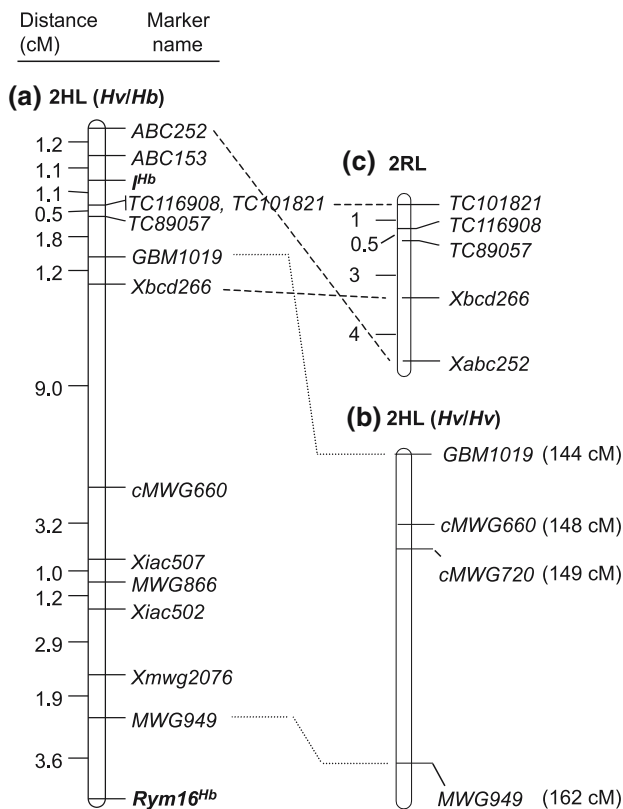 Distance Marker
(cM) name
(a) 2HL (Hv/Hb)
ABC252
1.2
ABC153
1.1
I^Hb
1.1
TC116908, TC101821
0.5
TC89057
1.8
GBM1019
1.2
Xbcd266
9.0
cMWG660
3.2
Xiac507
1.0
MWG866
1.2
Xiac502
2.9
Xmwg2076
1.9
MWG949
3.6
Rym16^Hb
(c) 2RL
TC101821
1
TC116908
0.5
TC89057
3
Xbcd266
4
Xabc252
(b) 2HL (Hv/Hv)
GBM1019 (144 cM)
cMWG660 (148 cM)
cMWG720 (149 cM)
MWG949 (162 cM)